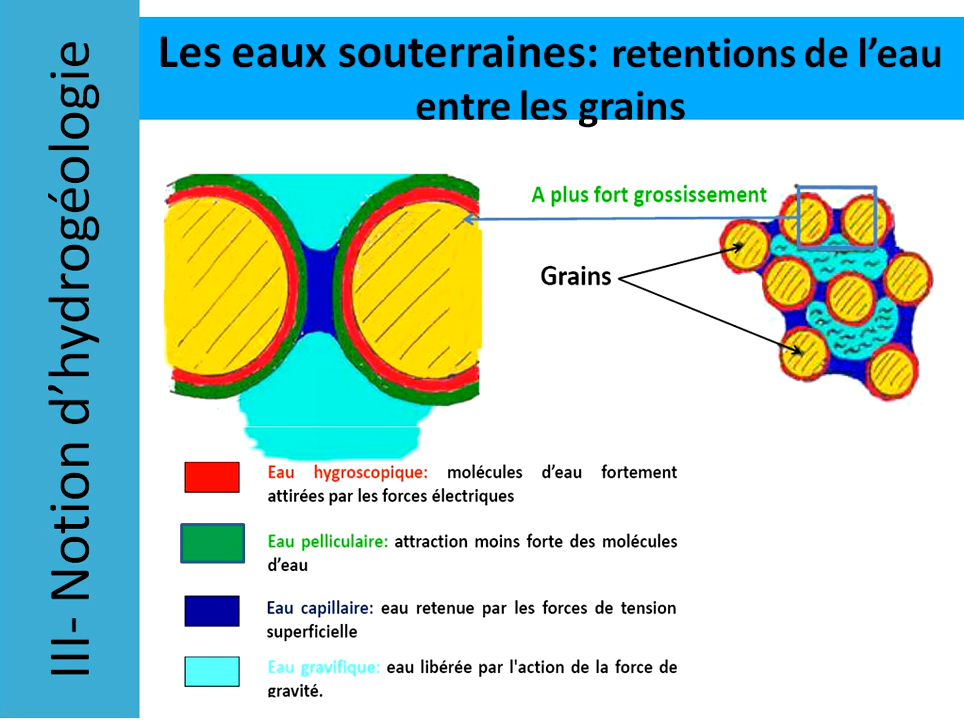 III- Notion d'hydrogéologie
Les eaux souterraines: retentions de l'eau
entre les grains
A plus fort grossissement
Grains
Eau hygroscopique: molécules d'eau fortement
attirées par les forces électriques
Eau pelliculaire: attraction moins forte des molécules
d'eau
Eau capillaire: eau retenue par les forces de tension
superficielle
Eau gravifique: eau libérée par l'action de la force de
gravité.